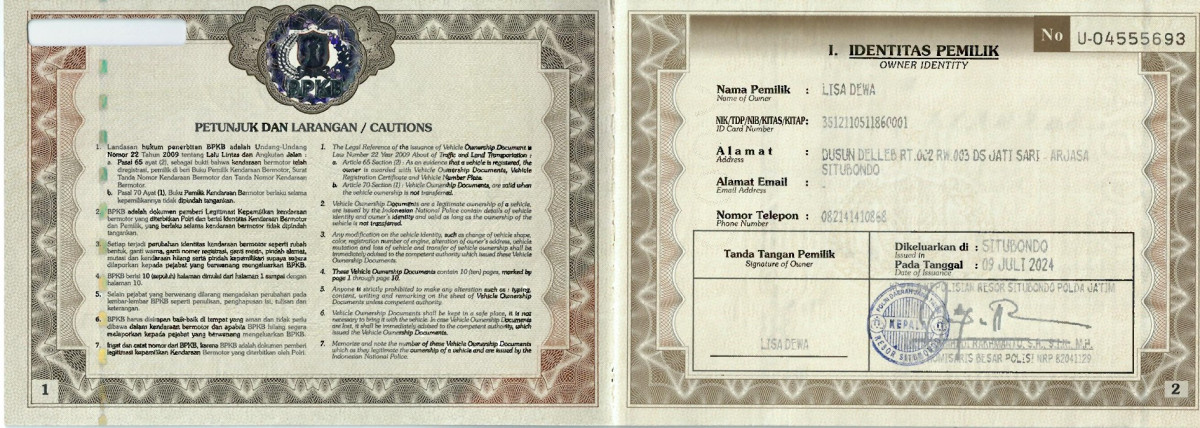 BPKB
PETUNJUK DAN LARANGAN / CAUTIONS
1. Landasan hukum penerbitan BPKB adalah Undang-Undang
Nomor 22 Tahun 2009 tentang Lalu Lintas dan Angkutan Jalan :
a. Pasal 65 ayat (2), sebagai bukti bahwa kendaraan bermotor telah
diregistrasi, pemilik di beri Buku Pemilik Kendaraan Bermotor, Surat
Tanda Nomor Kendaraan Bermotor dan Tanda Nomor Kendaraan
Bermotor.
b. Pasal 70 Ayat (1), Buku Pemilik Kendaraan Bermotor berlaku selama
kepemilikannya tidak dipindah tangankan.
2. BPKB adalah dokumen pemberi Legitimat Kepemilikan kendaraan
bermotor yang diterbitkan Polri dan berisi Identitas Kendaraan Bermotor
dan Pemilik, yang berlaku selama kendaraan bermotor tidak dipindah
tangankan.
3. Setiap terjadi perubahan identitas kendaraan bermotor seperti rubah
bentuk, ganti warna, ganti nomor registrasi, ganti mesin, pindah alamat,
mutasi dan kendaraan hilang serta pindah kepemilikan supaya segera
dilaporkan kepada pejabat yang berwenang mengeluarkan BPKB.
4. BPKB berisi 10 (sepuluh) halaman dimulai dari halaman 1 sampai dengan
halaman 10.
5. Selain pejabat yang berwenang dilarang mengadakan perubahan pada
lembar-lembar BPKB seperti penulisan, penghapusan isi, tulisan dan
keterangan.
6. BPKB harus disimpan baik-baik di tempat yang aman dan tidak perlu
dibawa dalam kendaraan bermotor dan apabila BPKB hilang segera
melaporkan kepada pejabat yang berwenang mengeluarkan BPKB.
7. Ingat dan catat nomor dari BPKB, karena BPKB adalah dokumen pemberi
legitimasi kepemilikan Kendaraan Bermotor yang diterbitkan oleh Polri.
1. The Legal Reference of the issuance of Vehicle Ownership Document is
Law Number 22 Year 2009 About of Traffic and Land Transportation :
a. Article 65 Section (2) : As an evidence that a vehicle is registered, the
owner is awarded with Vehicle Ownership Documents, Vehicle
Registration Certificate and Vehicle Number Plate.
b. Article 70 Section (1) : Vehicle Ownership Documents, are valid when
the vehicle ownership is not transferred.
2. Vehicle Ownership Documents are a legitimate ownership of a vehicle,
are issued by the Indonesian National Police contain details of vehicle
identity and owner's identity and valid as long as the ownership of the
vehicle is not transferred.
3. Any modification on the vehicle identity, such as change of vehicle shape,
color, registration number of engine, alteration of owner's address, vehicle
mutation and loss of vehicle and transfer of vehicle ownership shall be
immediately advised to the competent authority which issued these Vehicle
Ownership Documents.
4. These Vehicle Ownership Documents contain 10 (ten) pages, marked by
page 1 through page 10.
5. Anyone is strictly prohibited to make any alteration such as : typing,
content, writing and remarking on the sheet of Vehicle Ownership
Documents unless competent authority.
6. Vehicle Ownership Documents shall be kept in a safe place, it is not
necessary to bring it with the vehicle. In case Vehicle Ownership Documents
are lost, it shall be immediately advised to the competent authority, which
issued the Vehicle Ownership Documents.
7. Memorize and note the number of these Vehicle Ownership Documents
which as they legitimate the ownership of a vehicle and are issued by the
Indonesian National Police.
1
No U-04555693
I. IDENTITAS PEMILIK
OWNER IDENTITY
Nama Pemilik : LISA DEWA
Name of Owner
NIK/TDP/NIB/KITAS/KITAP: 3512110511860001
ID Card Number
Alamat : DUSUN DELLEB RT.002 RW.003 DS JATI SARI - ARJASA
Address SITUBONDO
Alamat Email : -
Email Address
Nomor Telepon : 082141410868
Phone Number
Tanda Tangan Pemilik
Signature of Owner
LISA DEWA
Dikeluarkan di : SITUBONDO
Issued in
Pada Tanggal : 09 JULI 2024
Date of Issuance
KEPOLISIAN RESOR SITUBONDO POLDA JATIM
KEPALA
RESOR SITUBONDO
KOMISARIS BESAR POLISI NRP 82041129
2